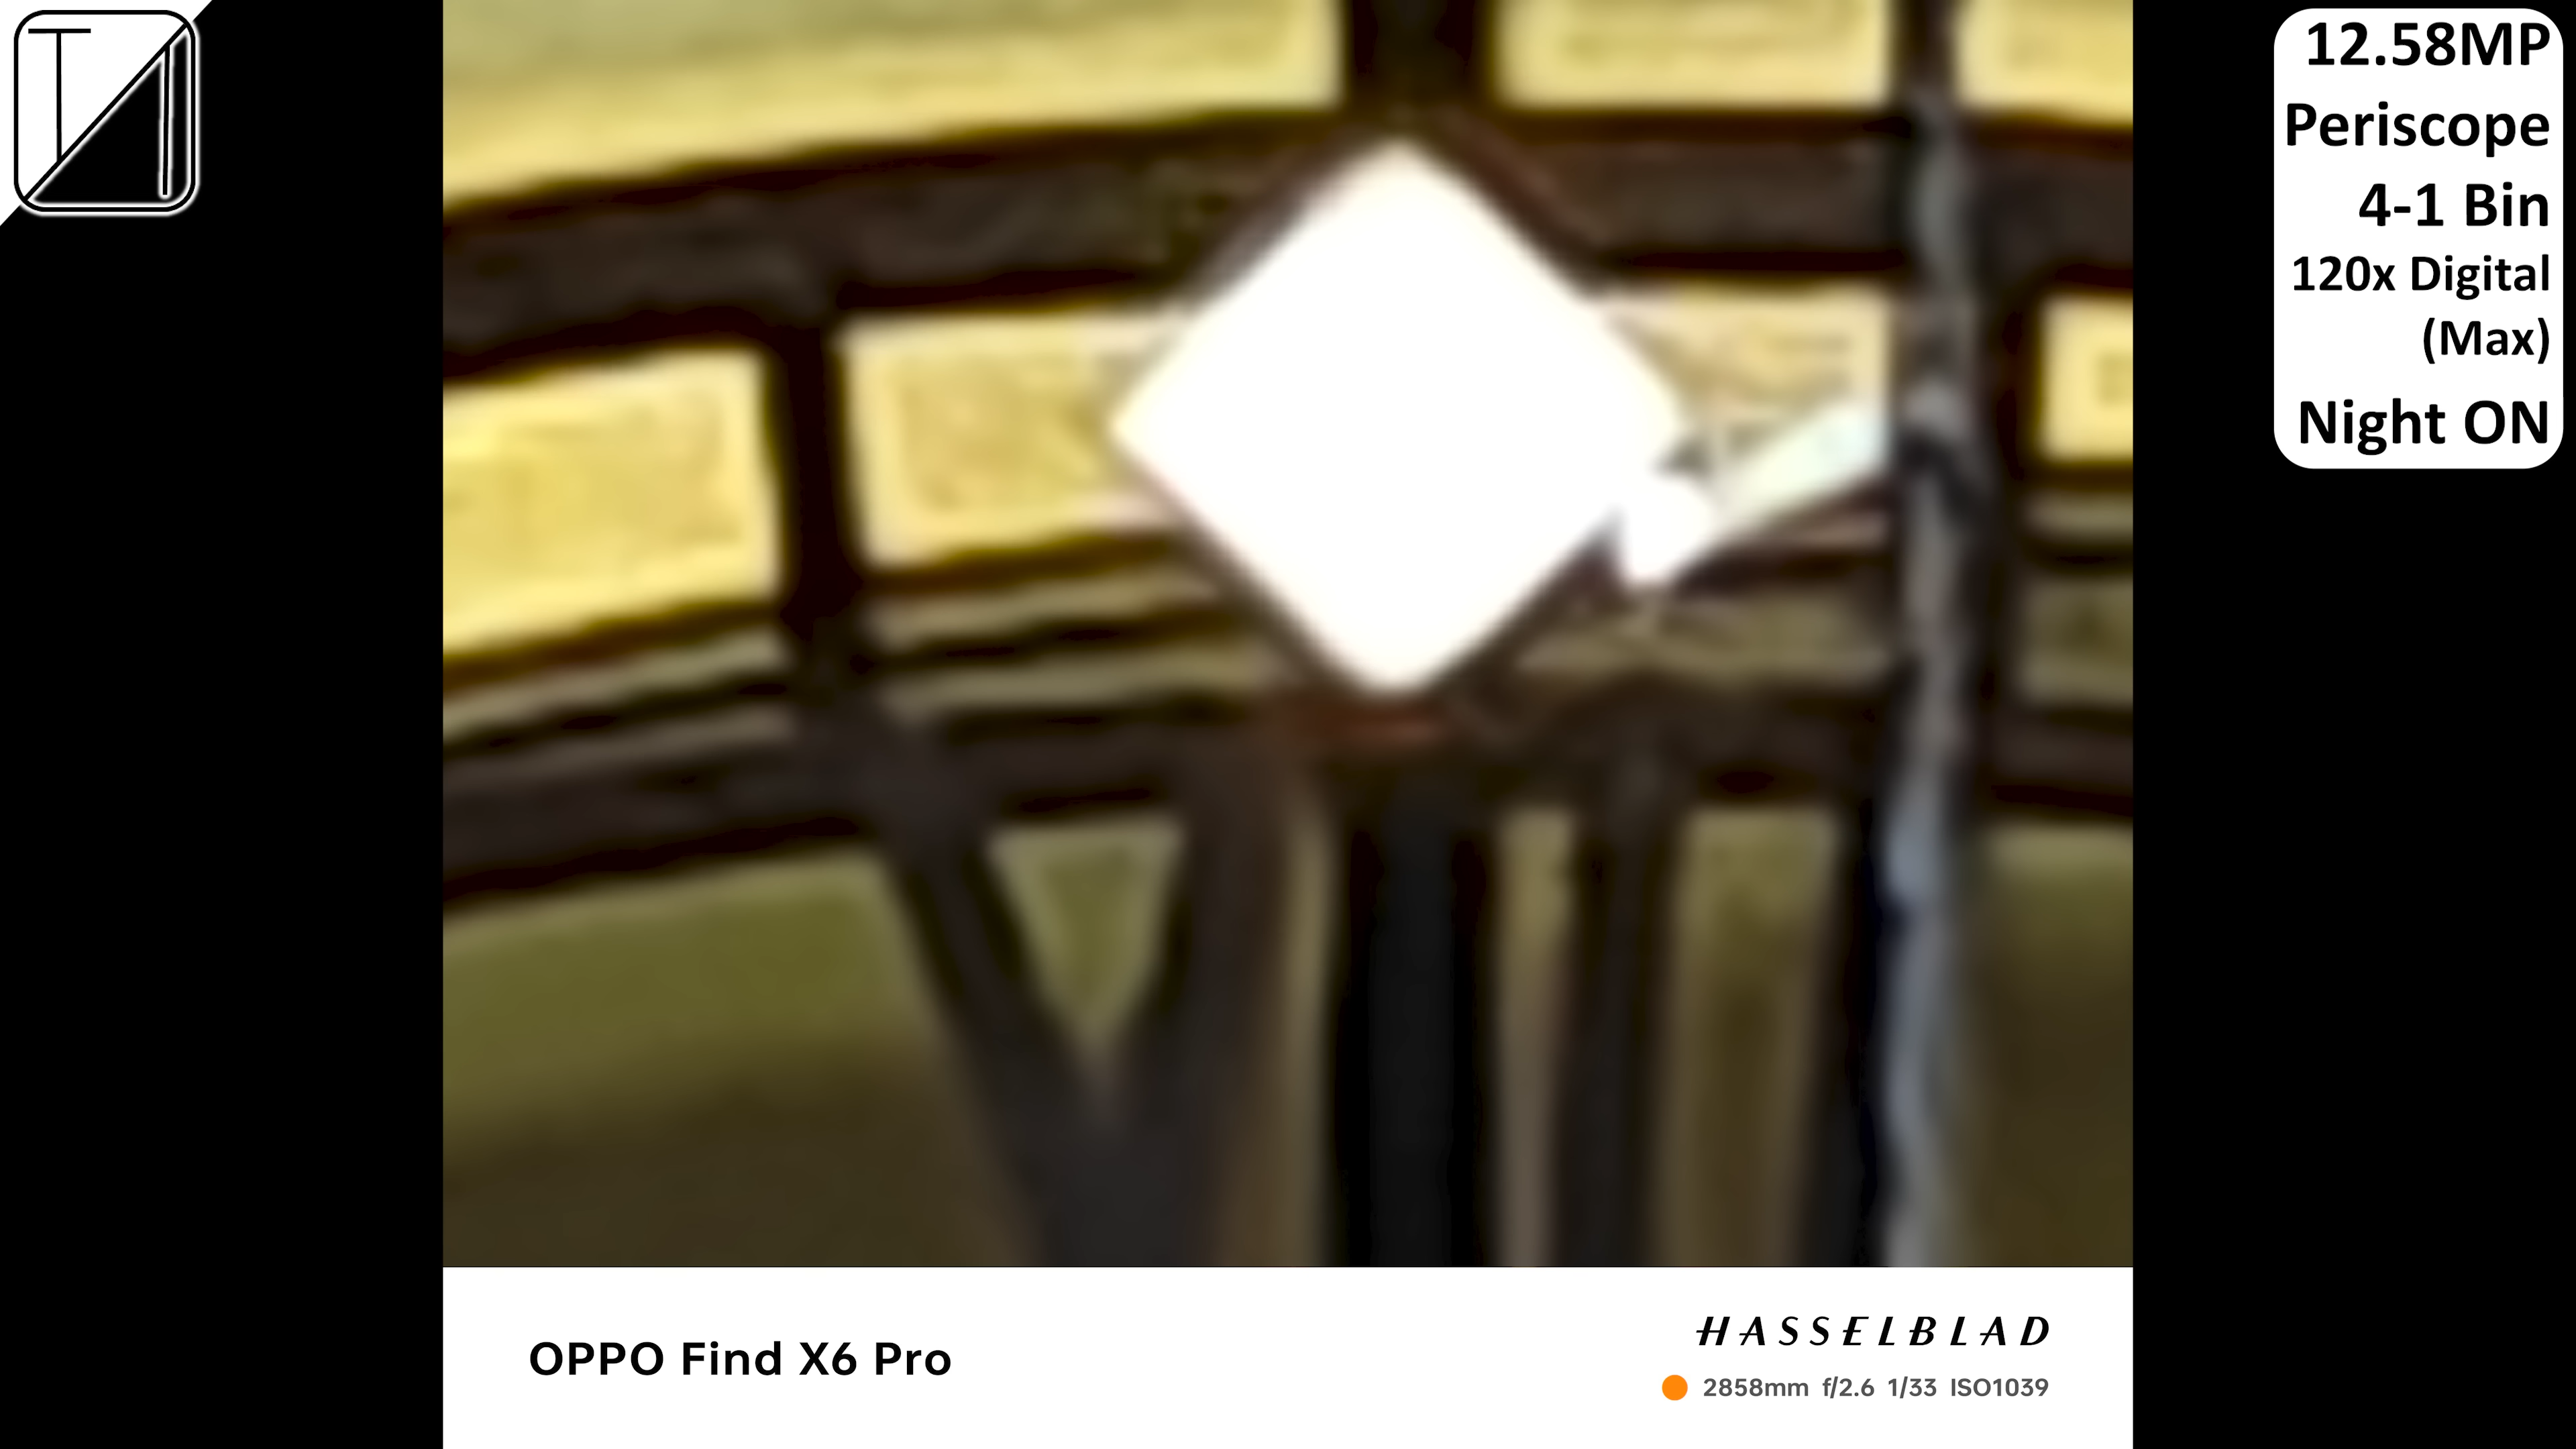 12.58MP
Periscope
4-1 Bin
120x Digital
(Max)
Night ON
OPPO Find X6 Pro
HASSELBLAD
2858mm f/2.6 1/33 ISO1039